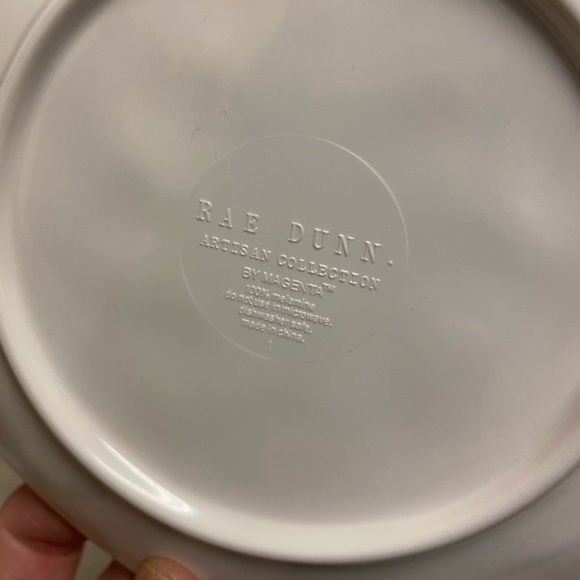 RAE DUNN.
ARTISAN COLLECTION
BY MAGENTA™
100% melamine
do not use in microwave.
dishwasher safe.
made in china.